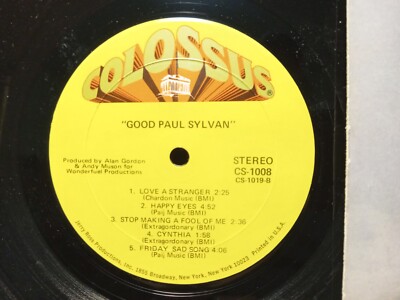 COLOSSUS
"GOOD PAUL SYLVAN"
Produced by Alan Gordon
& Andy Muson for
Wonderfuel Productions
STEREO
CS-1008
CS-1019-B
1. LOVE A STRANGER 2:25
(Chardon Music (BMI)
2. HAPPY EYES 4:52
(Paij Music (BMI)
3. STOP MAKING A FOOL OF ME 2:36
(Extragordonary (BMI)
4. CYNTHIA 1:58
(Extragordonary (BMI)
5. FRIDAY SAD SONG 4:06
(Paij Music (BMI)
Jerry Ross Productions, Inc. 1855 Broadway, New York, New York 10023 Printed in U.S.A.